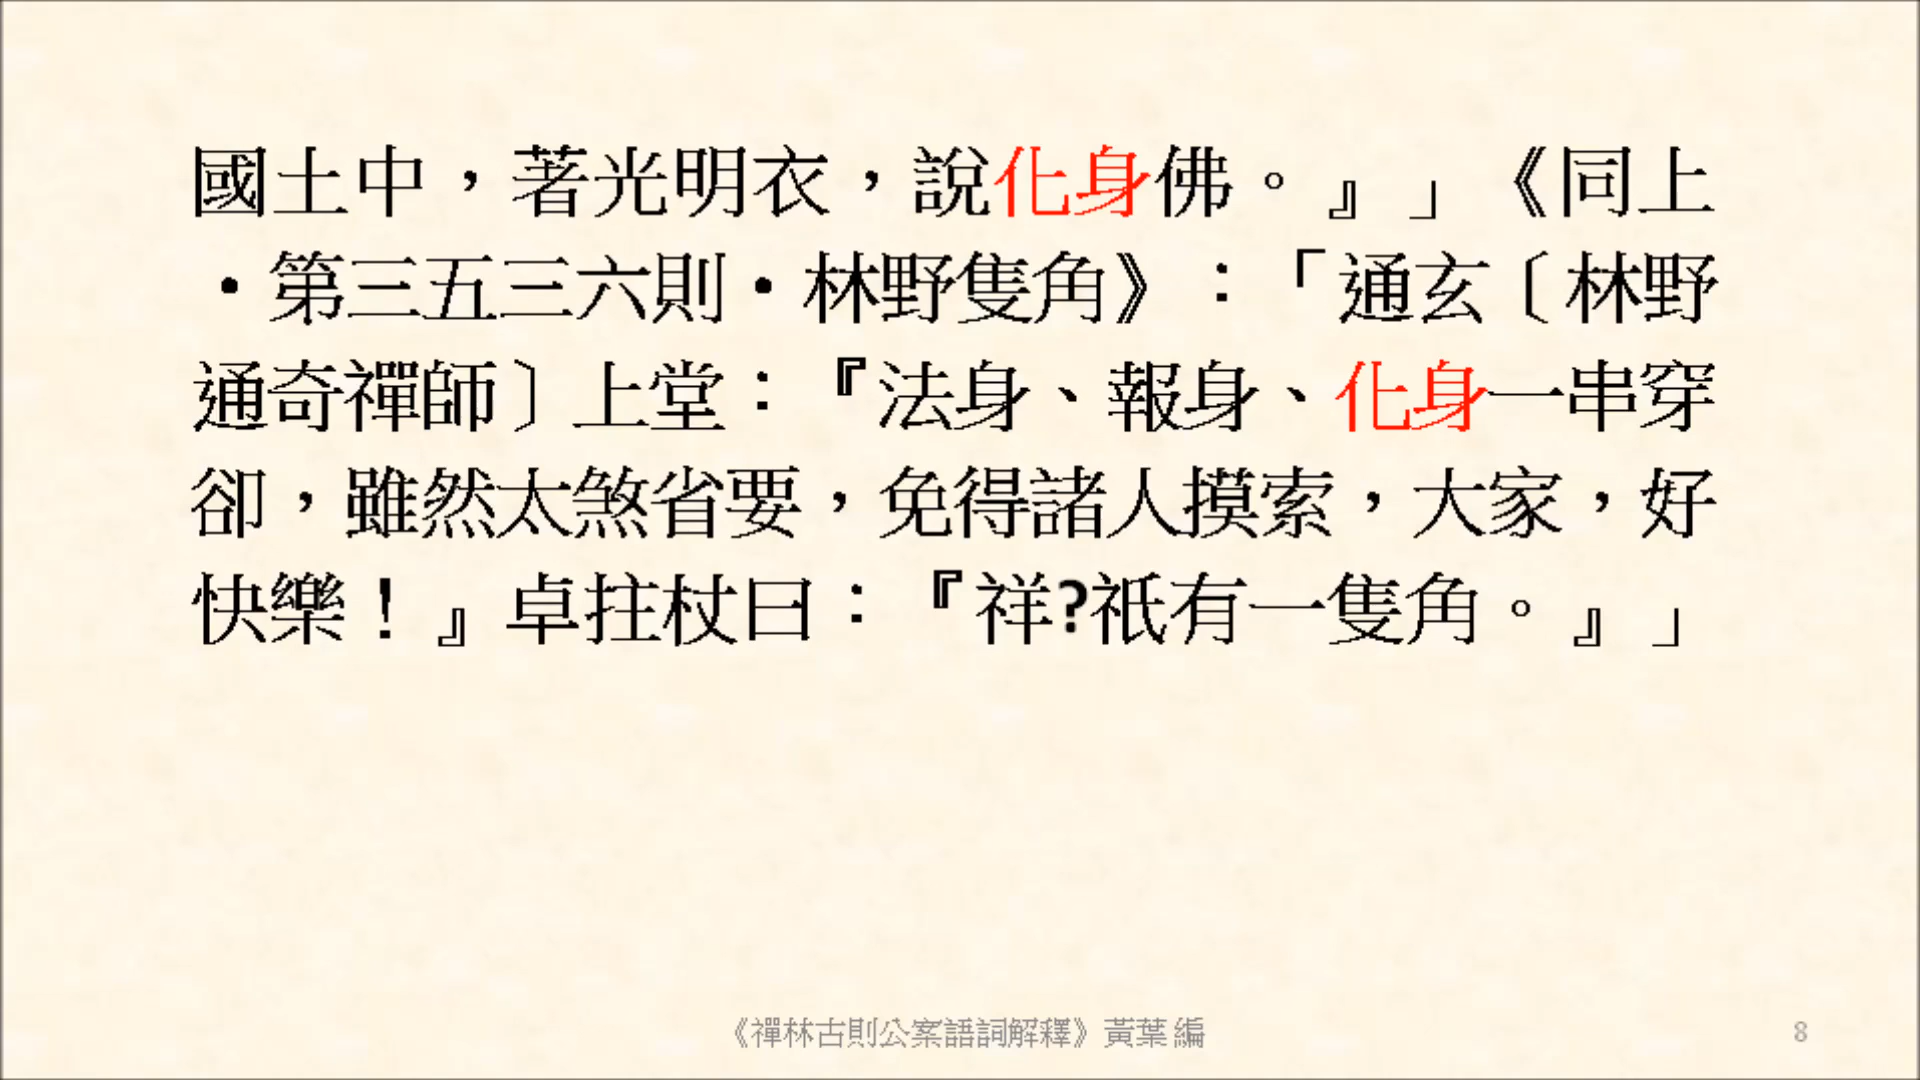 國土中，著光明衣，說化身佛。』」《同上
・第三五三六則・林野隻角》：「通玄〔林野
通奇禪師〕上堂：『法身、報身、化身一串穿
卻，雖然太煞省要，免得諸人摸索，大家，好
快樂！』卓拄杖曰：『祥?祇有一隻角。』」
《禪林古則公案語詞解釋》黃葉編
8